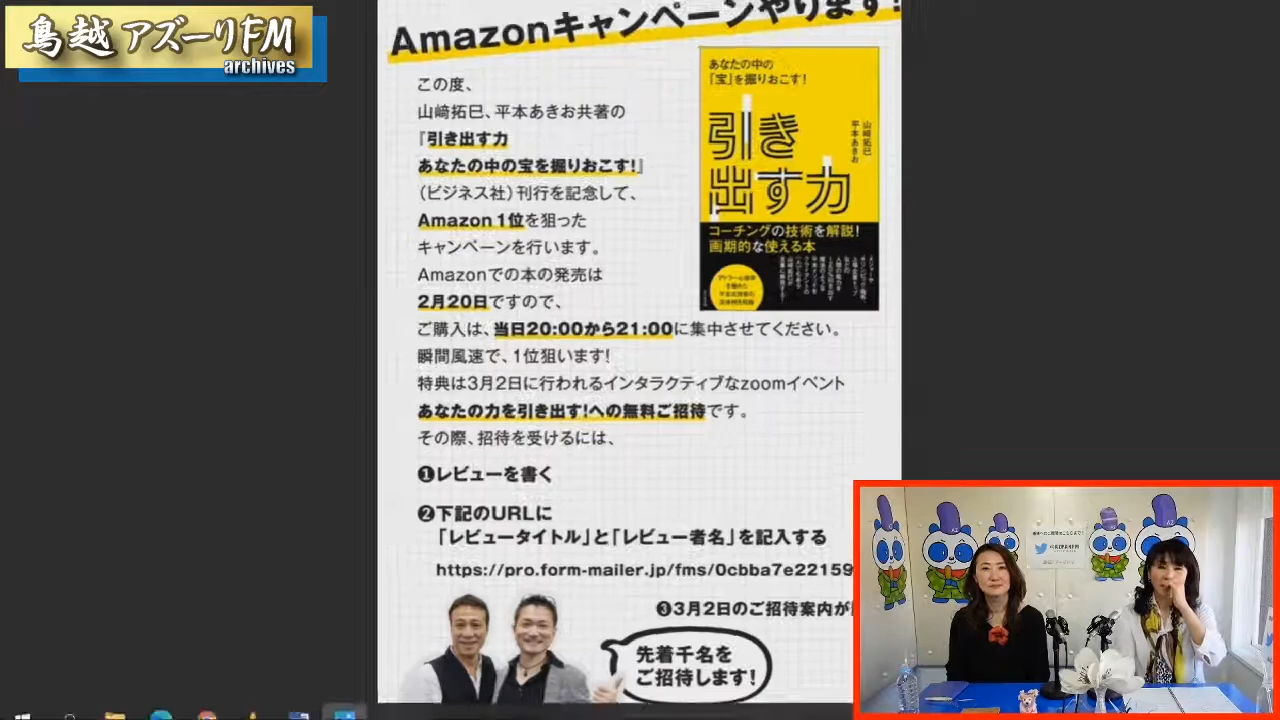 鳥越アズーリFM
archives
Amazonキャンペーンやります!
この度、
山﨑拓巳、平本あきお共著の
『引き出す力
あなたの中の宝を掘りおこす!』
（ビジネス社）刊行を記念して、
Amazon 1位を狙った
キャンペーンを行います。
Amazonでの本の発売は
2月20日ですので、
ご購入は、当日20:00から21:00に集中させてください。
瞬間風速で、1位狙います!
特典は3月2日に行われるインタラクティブなzoomイベント
あなたの力を引き出す!への無料ご招待です。
その際、招待を受けるには、
❶レビューを書く
❷下記のURLに
「レビュータイトル」と「レビュー者名」を記入する
https://pro.form-mailer.jp/fms/0cbba7e22159
❸3月2日のご招待案内が
先着千名を
ご招待します!
あなたの中の
「宝」を掘りおこす!
引き
出す力
山﨑拓巳
平本あきお
コーチングの技術を解説!
画期的な使える本